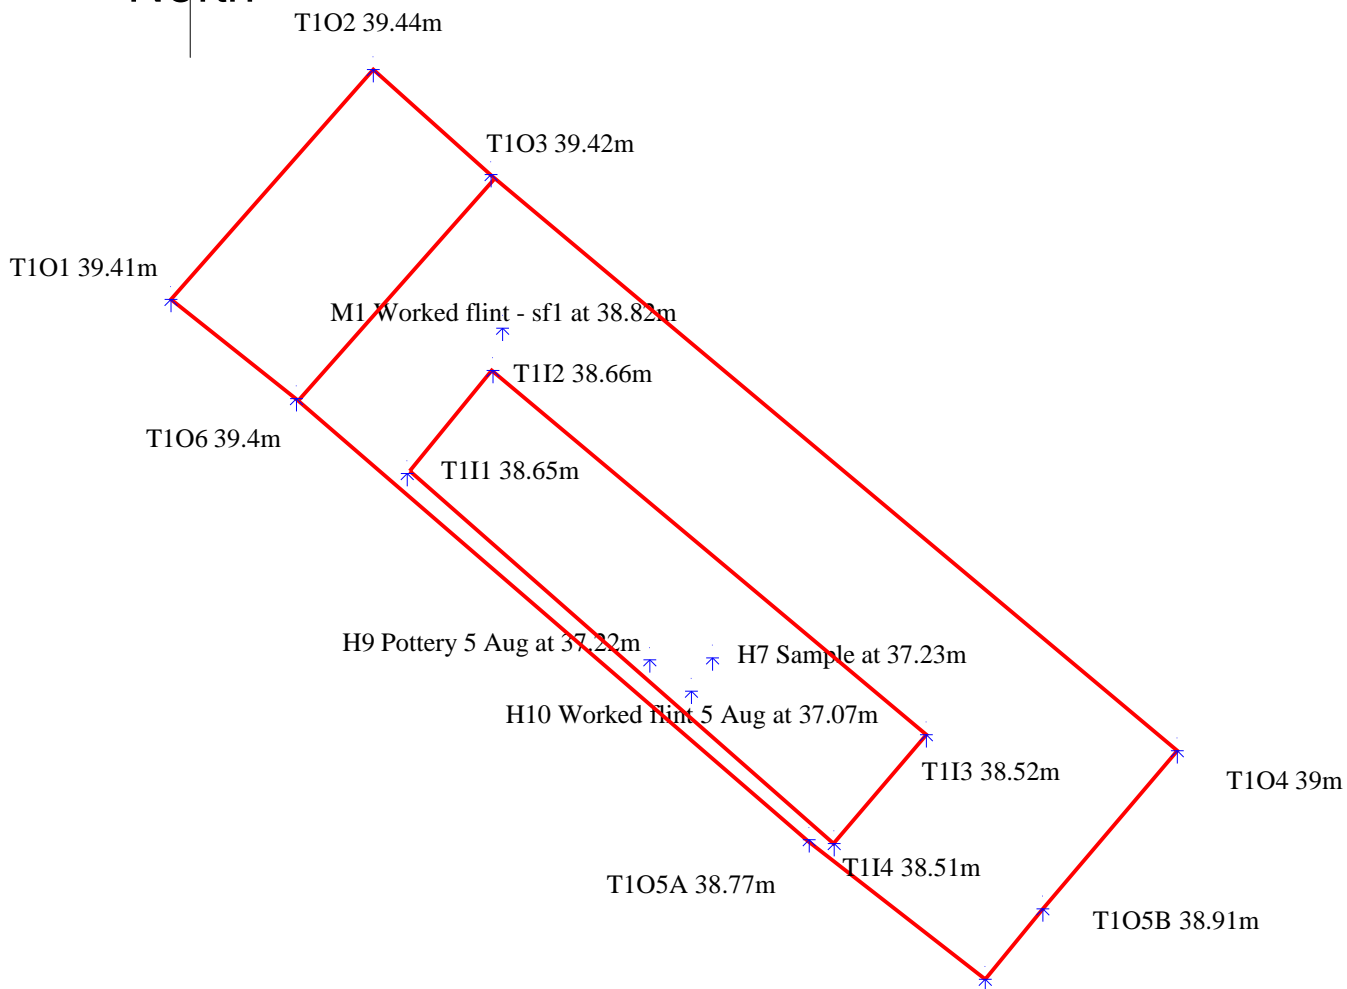 North
T1O2 39.44m
T1O3 39.42m
T1O1 39.41m
M1 Worked flint - sf1 at 38.82m
T1I2 38.66m
T1O6 39.4m
T1I1 38.65m
H9 Pottery 5 Aug at 37.22m
H7 Sample at 37.23m
H10 Worked flint 5 Aug at 37.07m
T1I3 38.52m
T1O4 39m
T1I4 38.51m
T1O5A 38.77m
T1O5B 38.91m